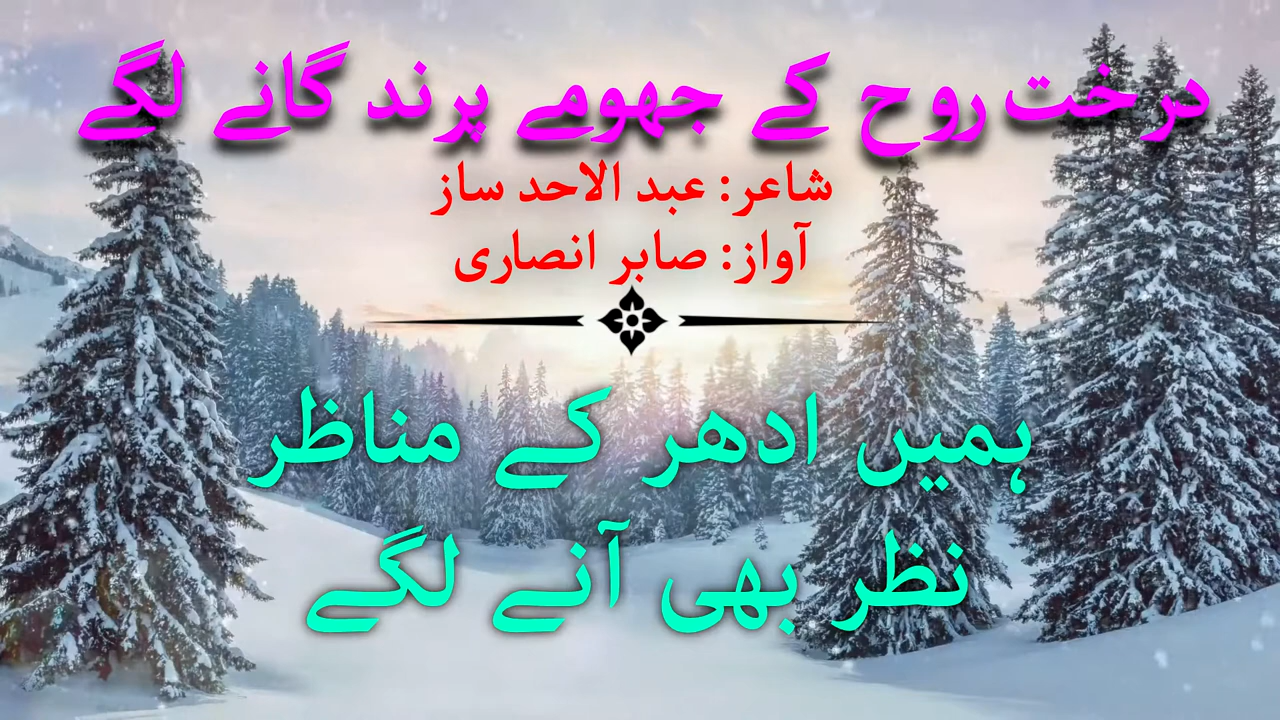 درخت روح کے جھومے پرند گانے لگے
شاعر: عبد الاحد ساز
آواز: صابر انصاری
ہمیں ادھر کے مناظر
نظر بھی آنے لگے